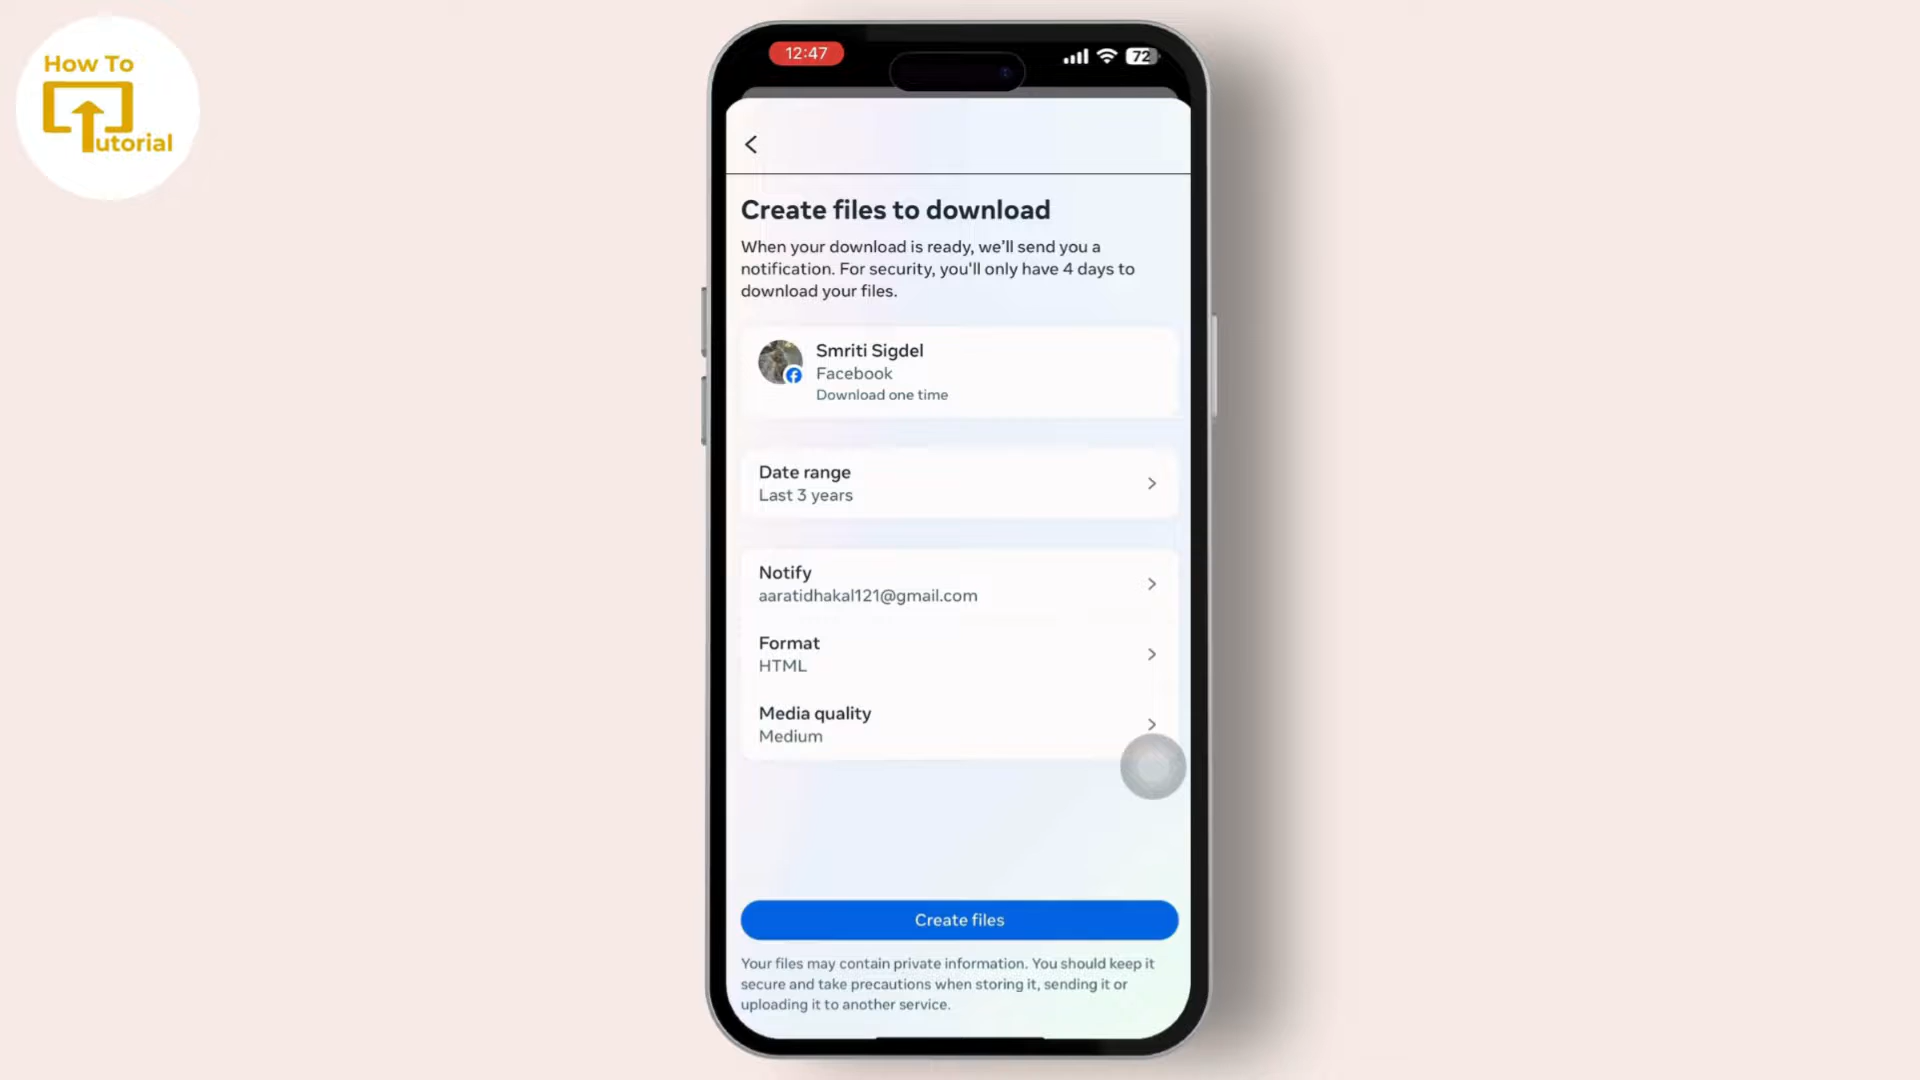 How To
utorial
12:47
72
Create files to download
When your download is ready, we'll send you a
notification. For security, you'll only have 4 days to
download your files.
Smriti Sigdel
Facebook
Download one time
Date range
Last 3 years
Notify
aaratidhakal121@gmail.com
Format
HTML
Media quality
Medium
Create files
Your files may contain private information. You should keep it
secure and take precautions when storing it, sending it or
uploading it to another service.